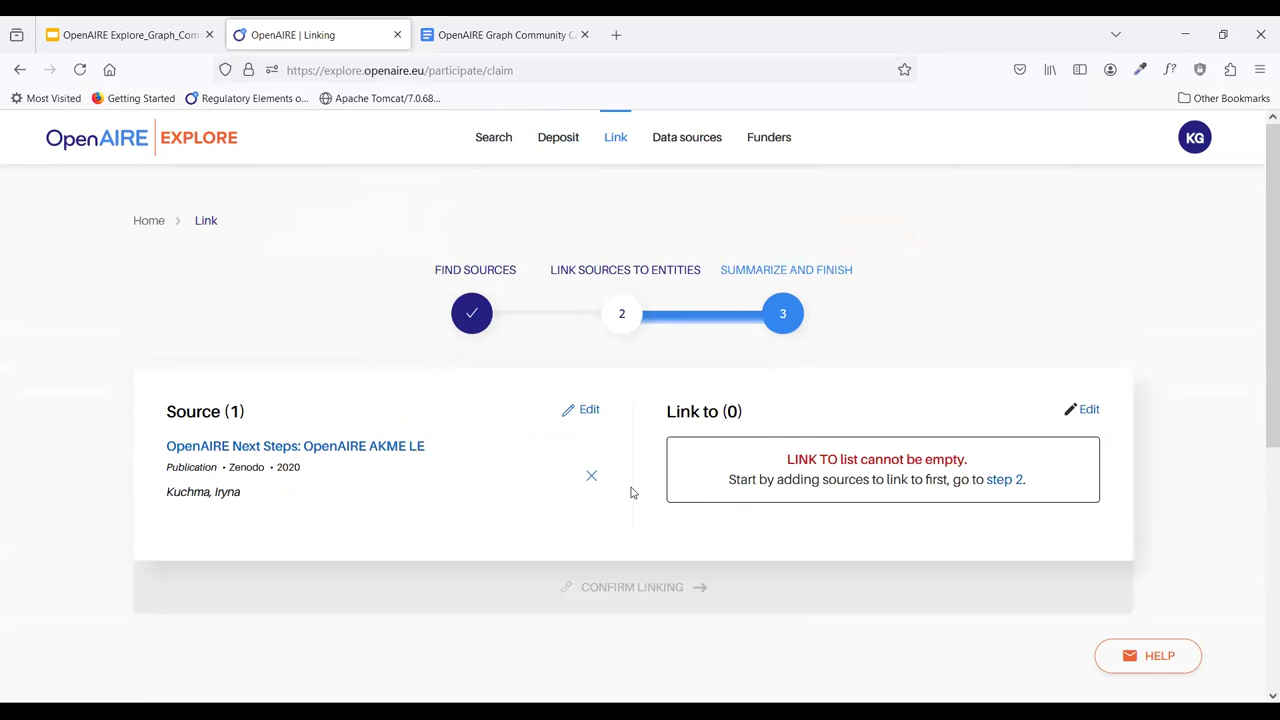 OpenAIRE Explore_Graph_Com
OpenAIRE | Linking
OpenAIRE Graph Community C
https://explore.openaire.eu/participate/claim
Most Visited
Getting Started
Regulatory Elements o...
Apache Tomcat/7.0.68...
Other Bookmarks
OpenAIRE | EXPLORE
Search
Deposit
Link
Data sources
Funders
KG
Home > Link
FIND SOURCES
LINK SOURCES TO ENTITIES
SUMMARIZE AND FINISH
2
3
Source (1)
Edit
OpenAIRE Next Steps: OpenAIRE AKME LE
Publication • Zenodo • 2020
Kuchma, Iryna
Link to (0)
Edit
LINK TO list cannot be empty.
Start by adding sources to link to first, go to step 2.
CONFIRM LINKING
HELP